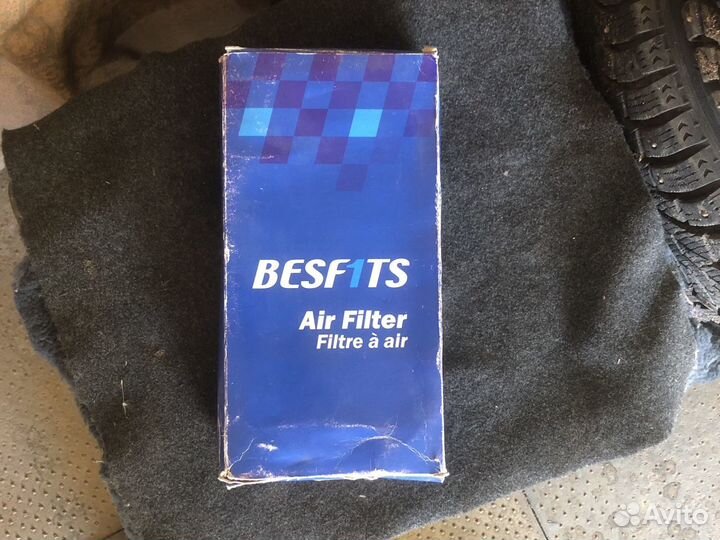 BESF1TS
Air Filter
Filtre à air
Avito